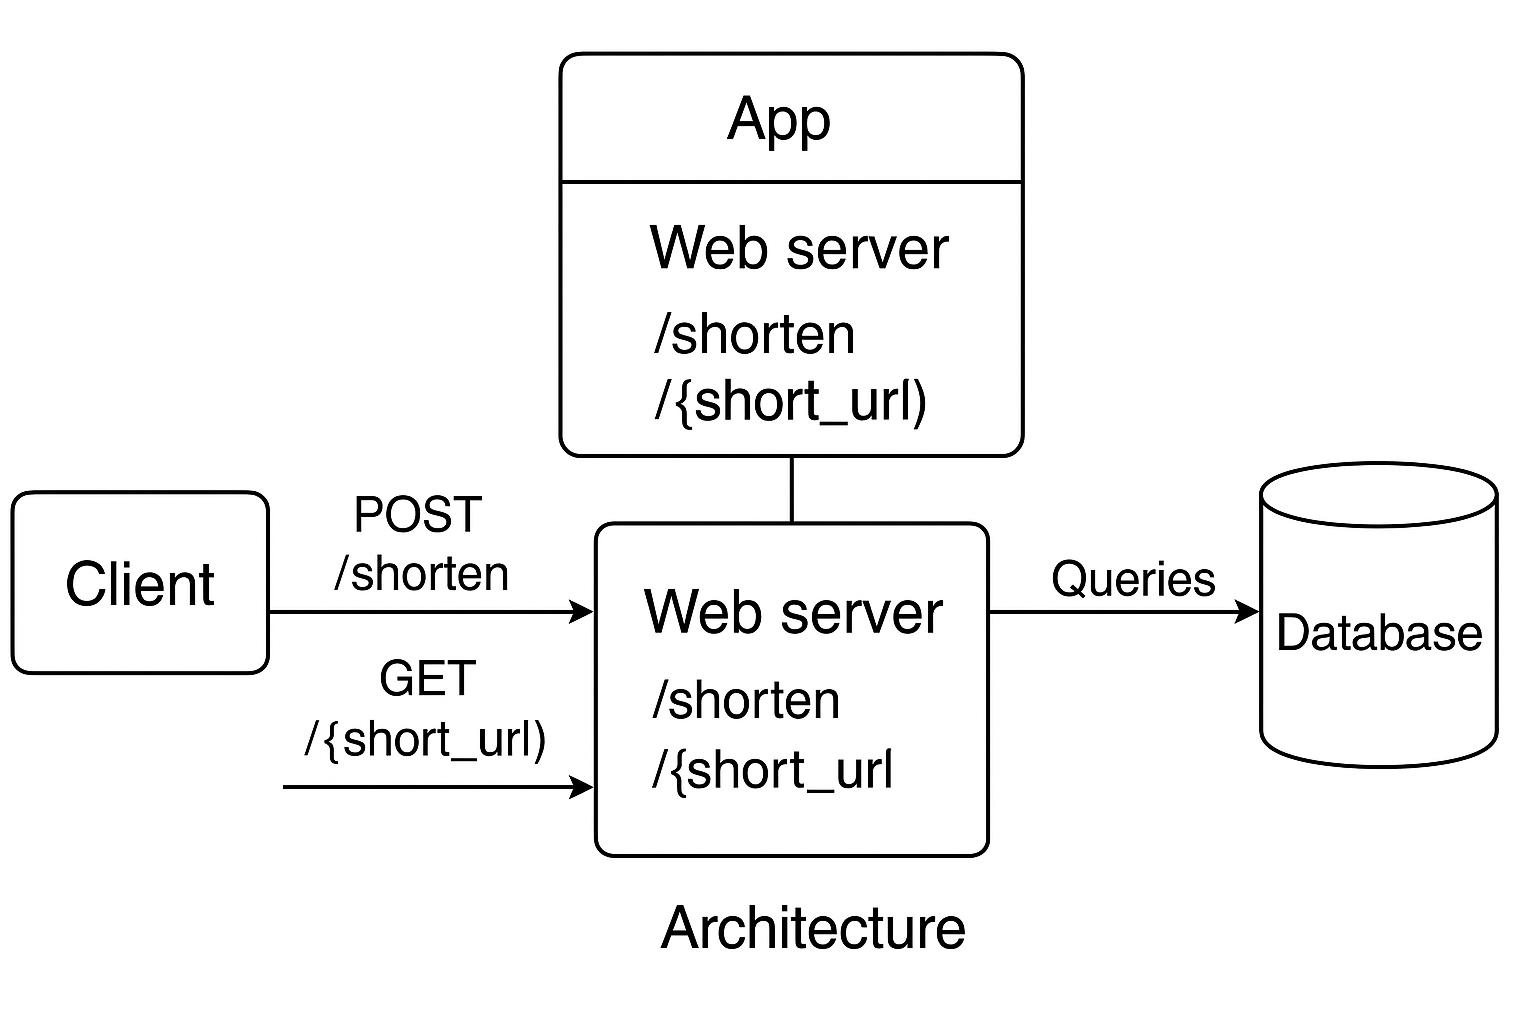 App
Web server
/shorten
/{short_url)
Client
POST
/shorten
GET
/{short_url)
Web server
/shorten
/{short_url
Queries
Database
Architecture